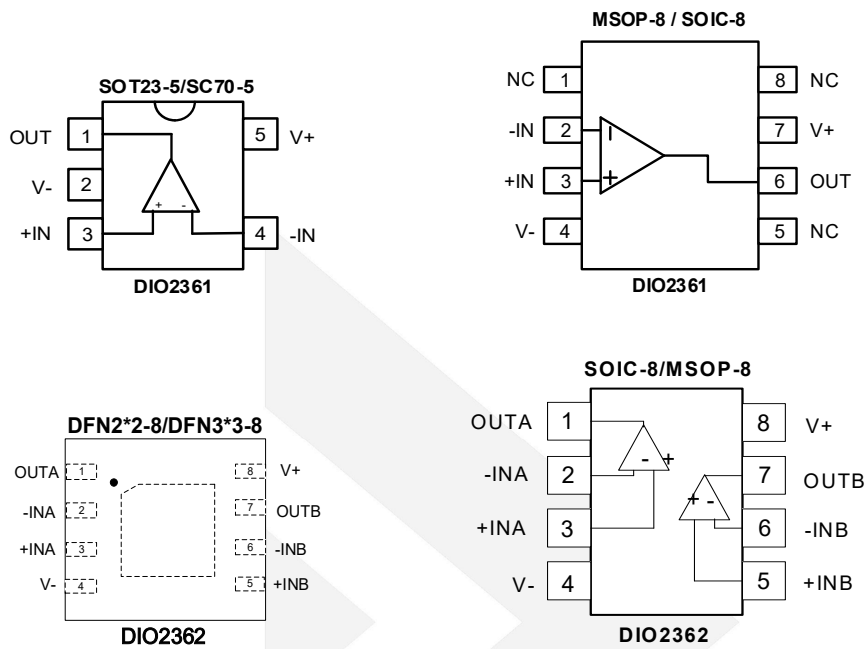 SOT23-5/SC70-5
OUT 1 5 V+
V- 2
+ -
+IN 3 4 -IN
DIO2361
MSOP-8 / SOIC-8
NC 1 8 NC
-IN 2 - 7 V+
+IN 3 + 6 OUT
V- 4 5 NC
DIO2361
DFN2*2-8/DFN3*3-8
OUTA 1 8 V+
-INA 2 7 OUTB
+INA 3 6 -INB
V- 4 5 +INB
DIO2362
SOIC-8/MSOP-8
OUTA 1 8 V+
- +
-INA 2 7 OUTB
+ -
+INA 3 6 -INB
V- 4 5 +INB
DIO2362